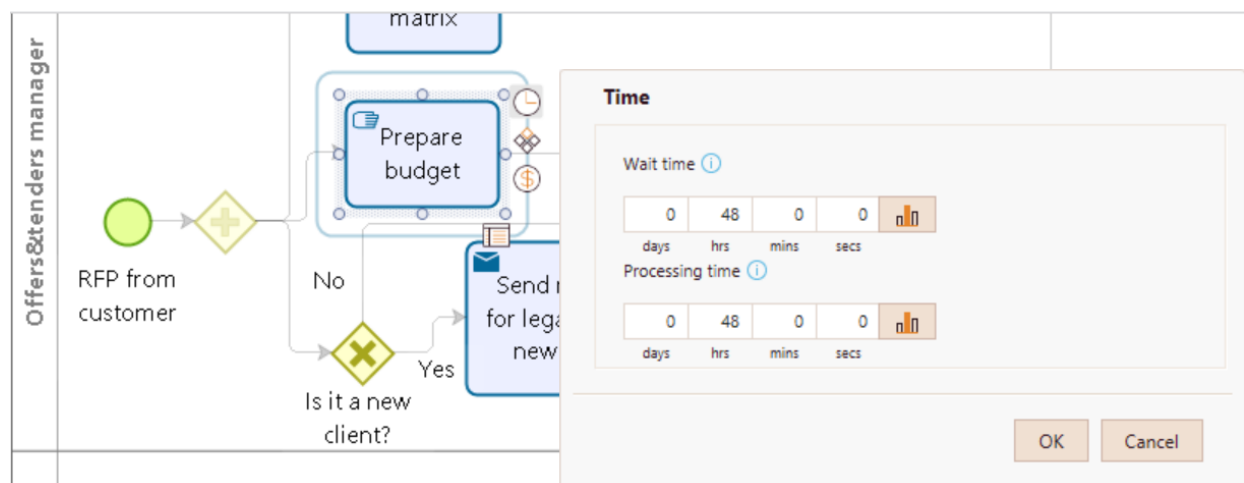 Offers&tenders manager
matrix
Prepare
budget
RFP from
customer
No
Yes
Is it a new
client?
Send
for lega
new
Time
Wait time
0 48 0 0
days hrs mins secs
Processing time
0 48 0 0
days hrs mins secs
OK Cancel